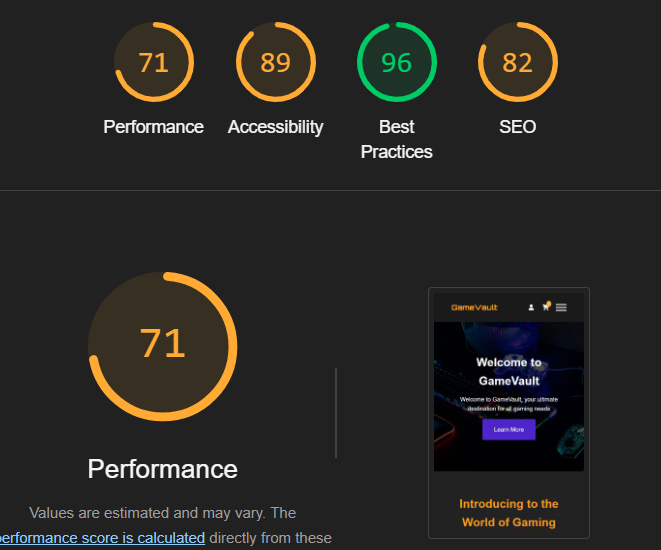 71
89
96
82
Performance
Accessibility
Best
Practices
SEO
71
Performance
Values are estimated and may vary. The
performance score is calculated directly from these
GameVault
Welcome to
GameVault
Welcome to GameVault, your ultimate
destination for all gaming needs
Learn More
Introducing to the
World of Gaming